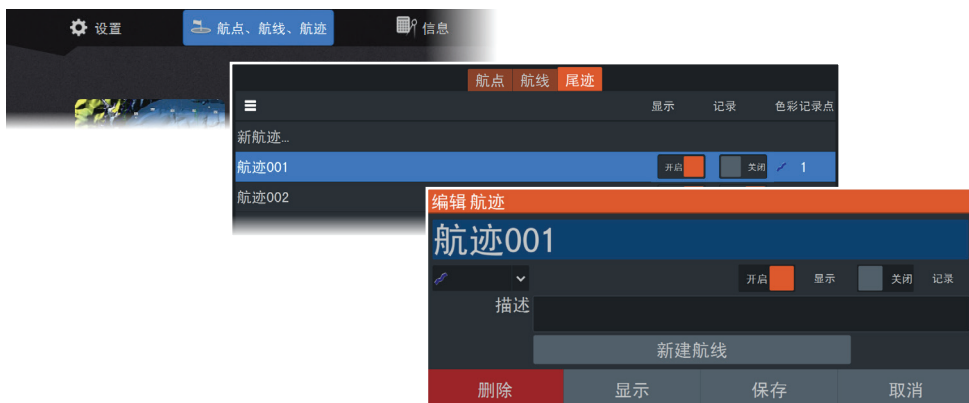 设置 航点、航线、航迹 信息
航点 航线 尾迹
显示 记录 色彩记录点
新航迹...
航迹001 开启 关闭 1
航迹002
编辑 航迹
航迹001
开启 显示 关闭 记录
描述
新建航线
删除 显示 保存 取消